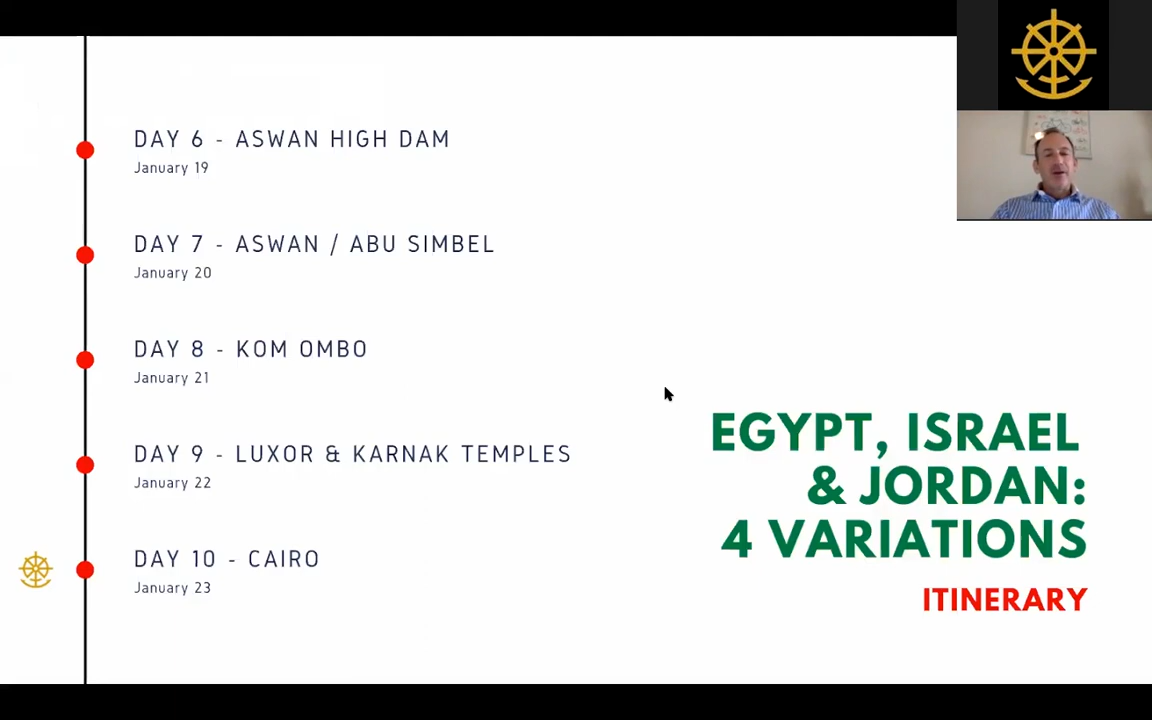 DAY 6 - ASWAN HIGH DAM
January 19
DAY 7 - ASWAN / ABU SIMBEL
January 20
DAY 8 - KOM OMBO
January 21
DAY 9 - LUXOR & KARNAK TEMPLES
January 22
DAY 10 - CAIRO
January 23
EGYPT, ISRAEL
& JORDAN:
4 VARIATIONS
ITINERARY